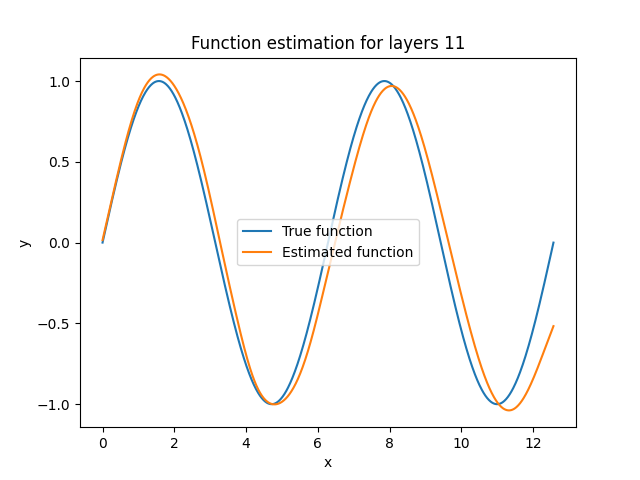 Function estimation for layers 11
1.0
0.5
0.0
−0.5
−1.0
y
True function
Estimated function
0 2 4 6 8 10 12
x